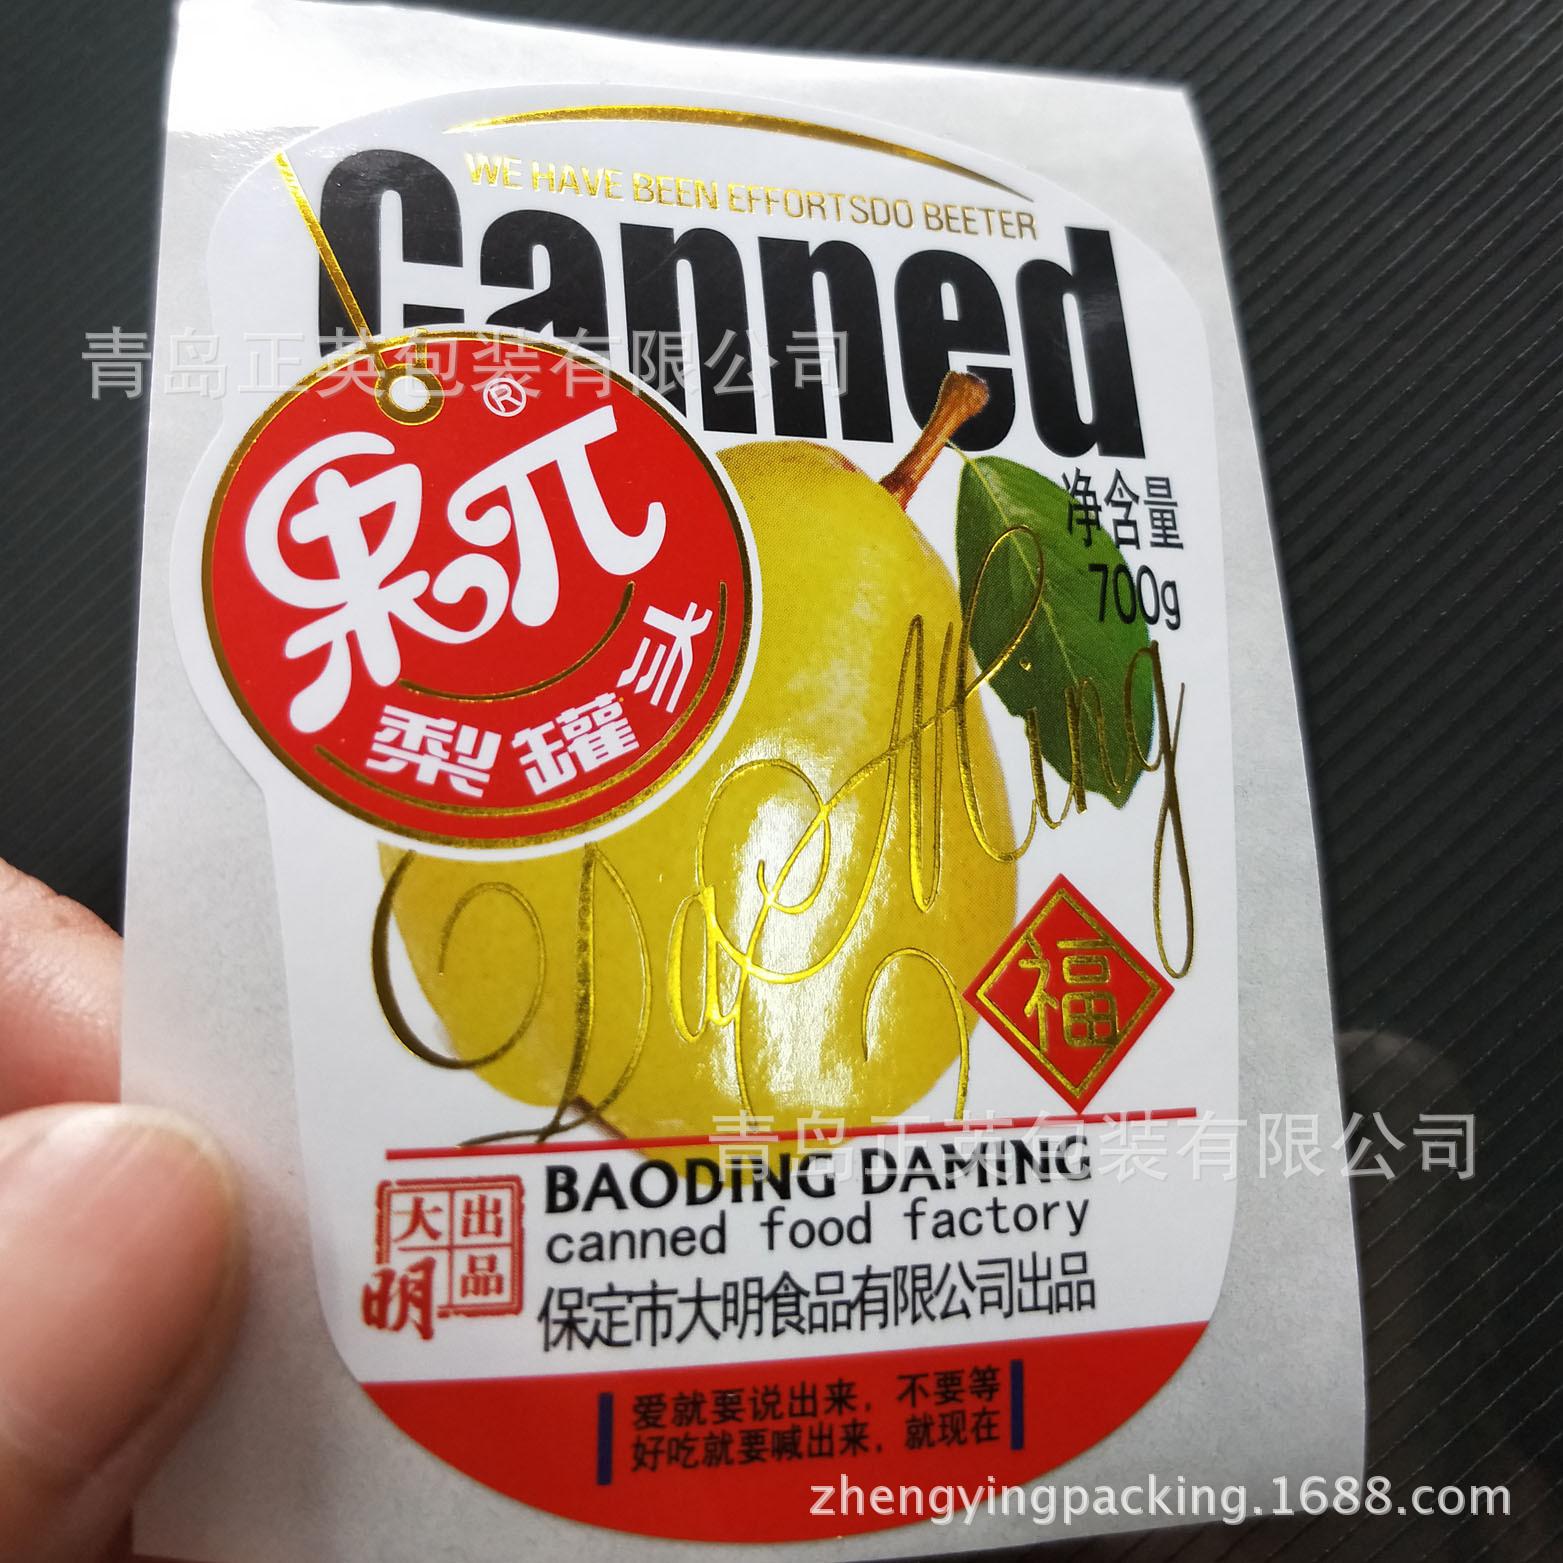 WE HAVE BEEN EFFORTSDO BEETER
Canned
青岛正英包装有限公司
®
果π
梨罐头
净含量
700g
Da Ming
福
青岛正英包装有限公司
BAODING DAMING
canned food factory
大明出品
保定市大明食品有限公司出品
爱就要说出来，不要等
好吃就要喊出来，就现在
zhengyingpacking.1688.com